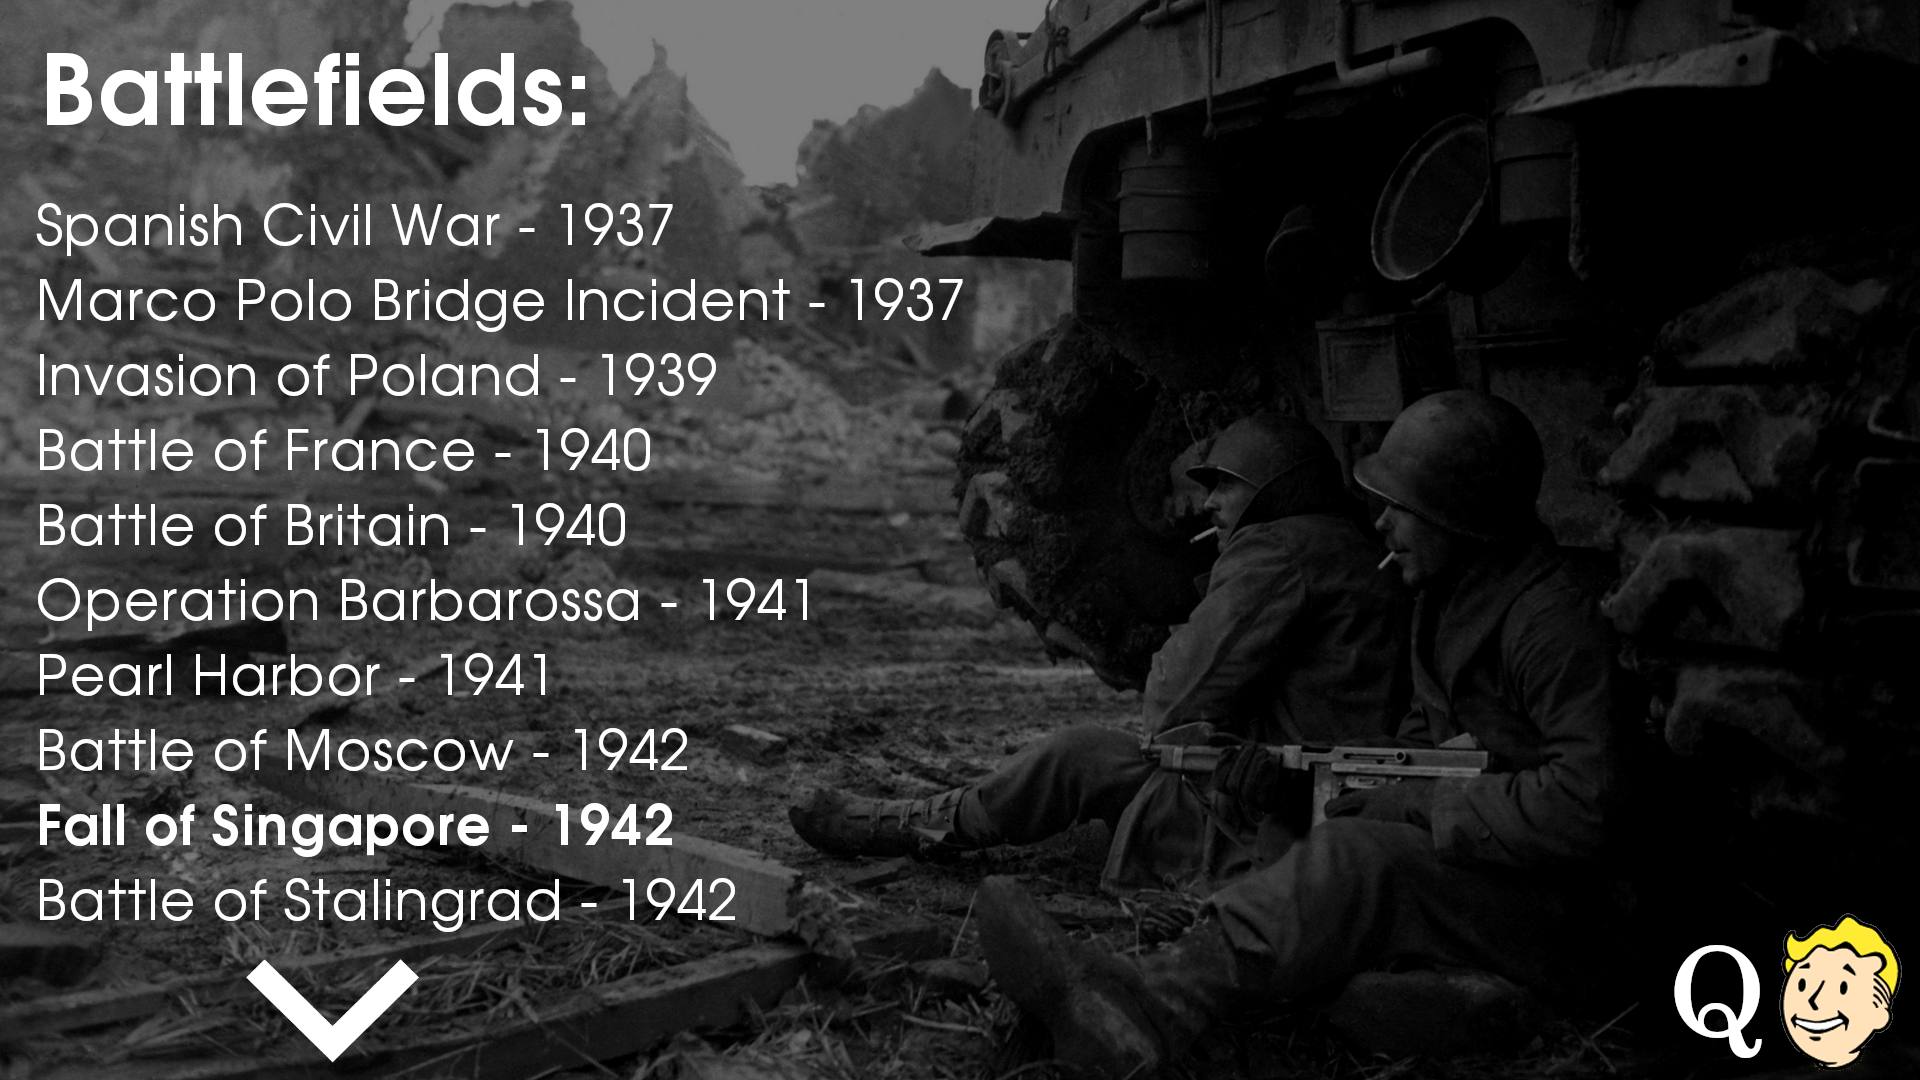 Battlefields:
Spanish Civil War - 1937
Marco Polo Bridge Incident - 1937
Invasion of Poland - 1939
Battle of France - 1940
Battle of Britain - 1940
Operation Barbarossa - 1941
Pearl Harbor - 1941
Battle of Moscow - 1942
Fall of Singapore - 1942
Battle of Stalingrad - 1942
Q